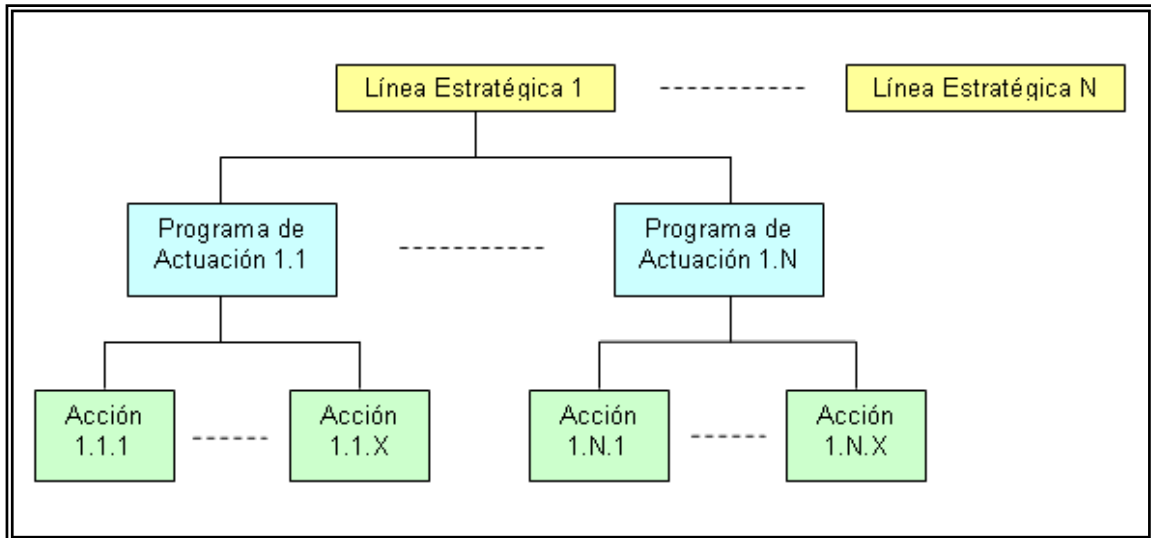 Línea Estratégica 1
Línea Estratégica N
Programa de
Actuación 1.1
Programa de
Actuación 1.N
Acción
1.1.1
Acción
1.1.X
Acción
1.N.1
Acción
1.N.X